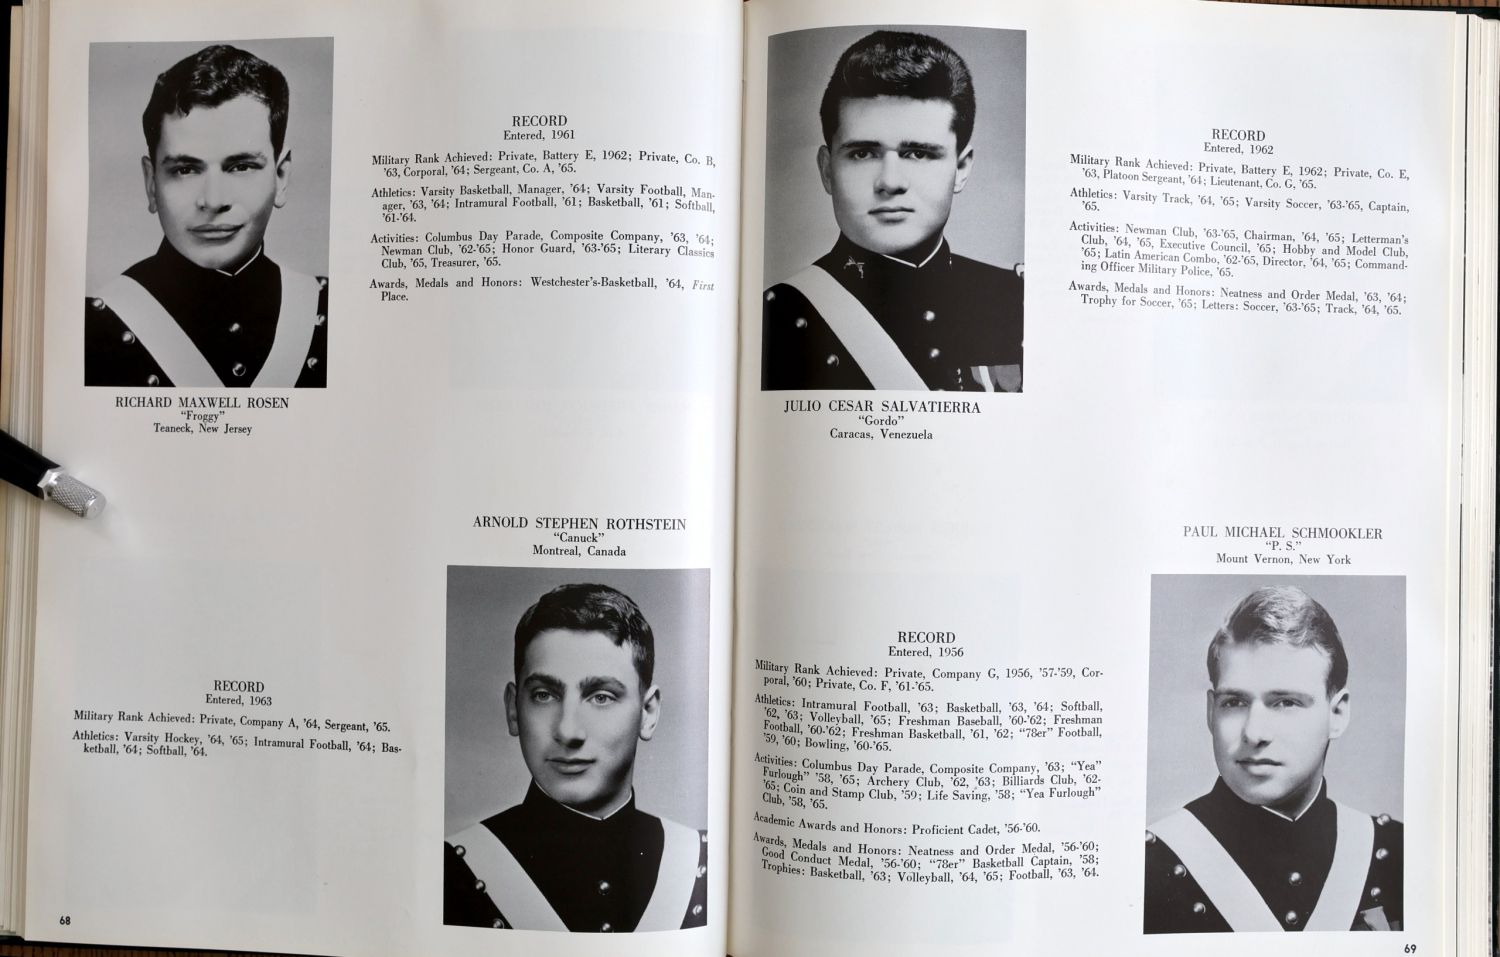 RECORD
Entered, 1961
Military Rank Achieved: Private, Battery E, 1962; Private, Co. B,
'63, Corporal, '64; Sergeant, Co. A, '65.
Athletics: Varsity Basketball, Manager, '64; Varsity Football, Man-
ager, '63, '64; Intramural Football, '61; Basketball, '61; Softball,
'61-'64.
Activities: Columbus Day Parade, Composite Company, '63, '64;
Newman Club, '62-'65; Honor Guard, '63-'65; Literary Classics
Club, '65, Treasurer, '65.
Awards, Medals and Honors: Westchester's-Basketball, '64, First
Place.
RICHARD MAXWELL ROSEN
"Froggy"
Teaneck, New Jersey
ARNOLD STEPHEN ROTHSTEIN
"Canuck"
Montreal, Canada
RECORD
Entered, 1963
Military Rank Achieved: Private, Company A, '64, Sergeant, '65.
Athletics: Varsity Hockey, '64, '65; Intramural Football, '64; Bas-
ketball, '64; Softball, '64.
68
RECORD
Entered, 1962
Military Rank Achieved: Private, Battery E, 1962; Private, Co. E,
'63, Platoon Sergeant, '64; Lieutenant, Co. G, '65.
Athletics: Varsity Track, '64, '65; Varsity Soccer, '63-'65, Captain,
'65.
Activities: Newman Club, '63-'65, Chairman, '64, '65; Letterman's
Club, '64, '65, Executive Council, '65; Hobby and Model Club,
'65; Latin American Combo, '62-'65, Director, '64, '65; Command-
ing Officer Military Police, '65.
Awards, Medals and Honors: Neatness and Order Medal, '63, '64;
Trophy for Soccer, '65; Letters: Soccer, '63-'65; Track, '64, '65.
JULIO CESAR SALVATIERRA
"Gordo"
Caracas, Venezuela
PAUL MICHAEL SCHMOOKLER
"P. S."
Mount Vernon, New York
RECORD
Entered, 1956
Military Rank Achieved: Private, Company G, 1956, '57-'59, Cor-
poral, '60; Private, Co. F, '61-'65.
Athletics: Intramural Football, '63; Basketball, '63, '64; Softball,
'62, '63; Volleyball, '65; Freshman Baseball, '60-'62; Freshman
Football, '60-'62; Freshman Basketball, '61, '62; "78er" Football,
'59, '60; Bowling, '60-'65.
Activities: Columbus Day Parade, Composite Company, '63; "Yea"
Furlough" '58, '65; Archery Club, '62, '63; Billiards Club, '62-
'65; Coin and Stamp Club, '59; Life Saving, '58; "Yea Furlough"
Club, '58, '65.
Academic Awards and Honors: Proficient Cadet, '56-'60.
Awards, Medals and Honors: Neatness and Order Medal, '56-'60;
Good Conduct Medal, '56-'60; "78er" Basketball Captain, '58;
Trophies: Basketball, '63; Volleyball, '64, '65; Football, '63, '64.
69